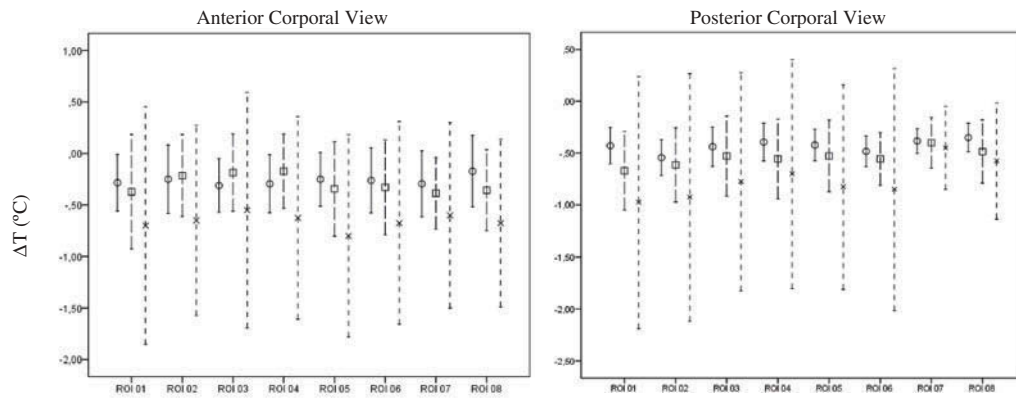 Anterior Corporal View
ΔT (ºC)
1,00
,50
,00
-,50
-1,00
-1,50
-2,00
ROI 01 ROI 02 ROI 03 ROI 04 ROI 05 ROI 06 ROI 07 ROI 08
Posterior Corporal View
,50
,00
-,50
-1,00
-1,50
-2,00
-2,50
ROI 01 ROI 02 ROI 03 ROI 04 ROI 05 ROI 06 ROI 07 ROI 08